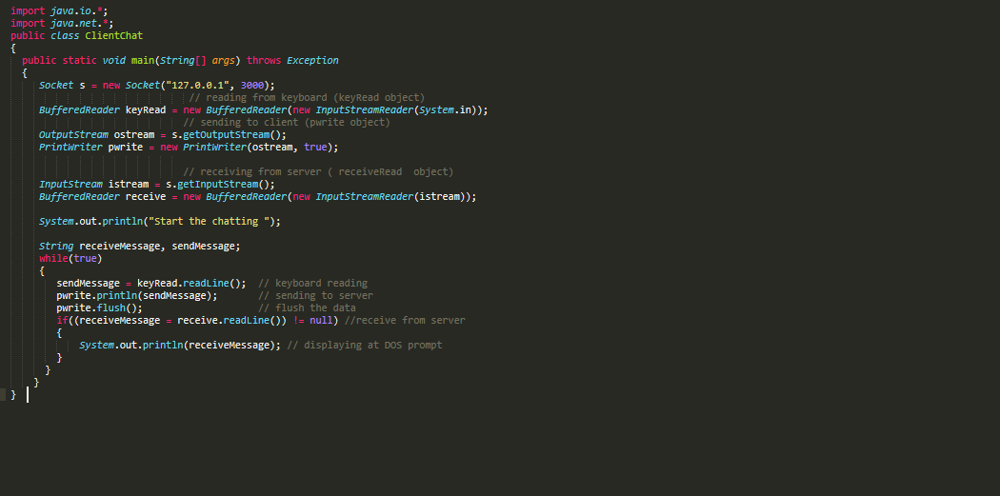 import java.io.*;
import java.net.*;
public class ClientChat
{
  public static void main(String[] args) throws Exception
  {
     Socket s = new Socket("127.0.0.1", 3000);
                               // reading from keyboard (keyRead object)
     BufferedReader keyRead = new BufferedReader(new InputStreamReader(System.in));
                              // sending to client (pwrite object)
     OutputStream ostream = s.getOutputStream();
     PrintWriter pwrite = new PrintWriter(ostream, true);
                              // receiving from server ( receiveRead  object)
     InputStream istream = s.getInputStream();
     BufferedReader receive = new BufferedReader(new InputStreamReader(istream));
     System.out.println("Start the chatting ");
     String receiveMessage, sendMessage;
     while(true)
     {
        sendMessage = keyRead.readLine();  // keyboard reading
        pwrite.println(sendMessage);       // sending to server
        pwrite.flush();                    // flush the data
        if((receiveMessage = receive.readLine()) != null) //receive from server
        {
            System.out.println(receiveMessage); // displaying at DOS prompt
        }
      }
    }
}